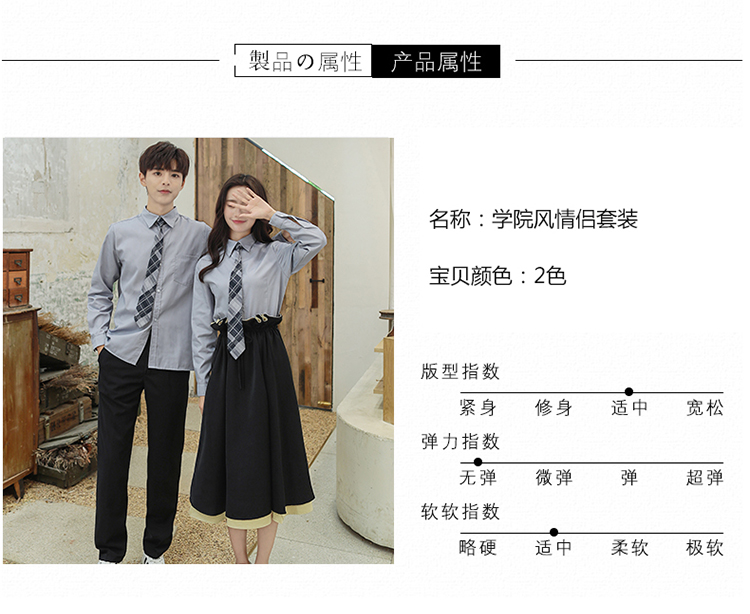 製品の属性 产品属性
名称：学院风情侣套装
宝贝颜色：2色
版型指数
紧身 修身 适中 宽松
弹力指数
无弹 微弹 弹 超弹
软软指数
略硬 适中 柔软 极软